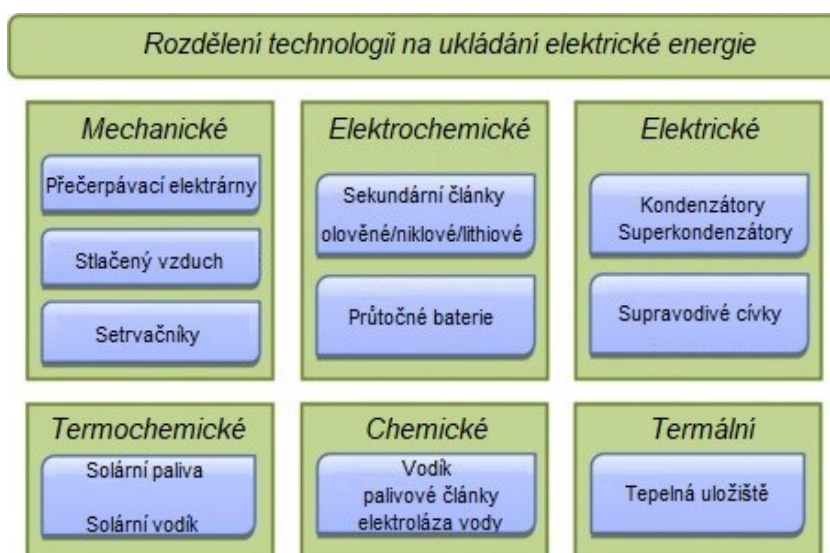 Rozdělení technologií na ukládání elektrické energie
Mechanické
Přečerpávací elektrárny
Stlačený vzduch
Setrvačníky
Elektrochemické
Sekundární články
olověné/niklové/lithiové
Průtočné baterie
Elektrické
Kondenzátory
Superkondenzátory
Supravodivé cívky
Termochemické
Solární paliva
Solární vodík
Chemické
Vodík
palivové články
elektroláza vody
Termální
Tepelná uložiště